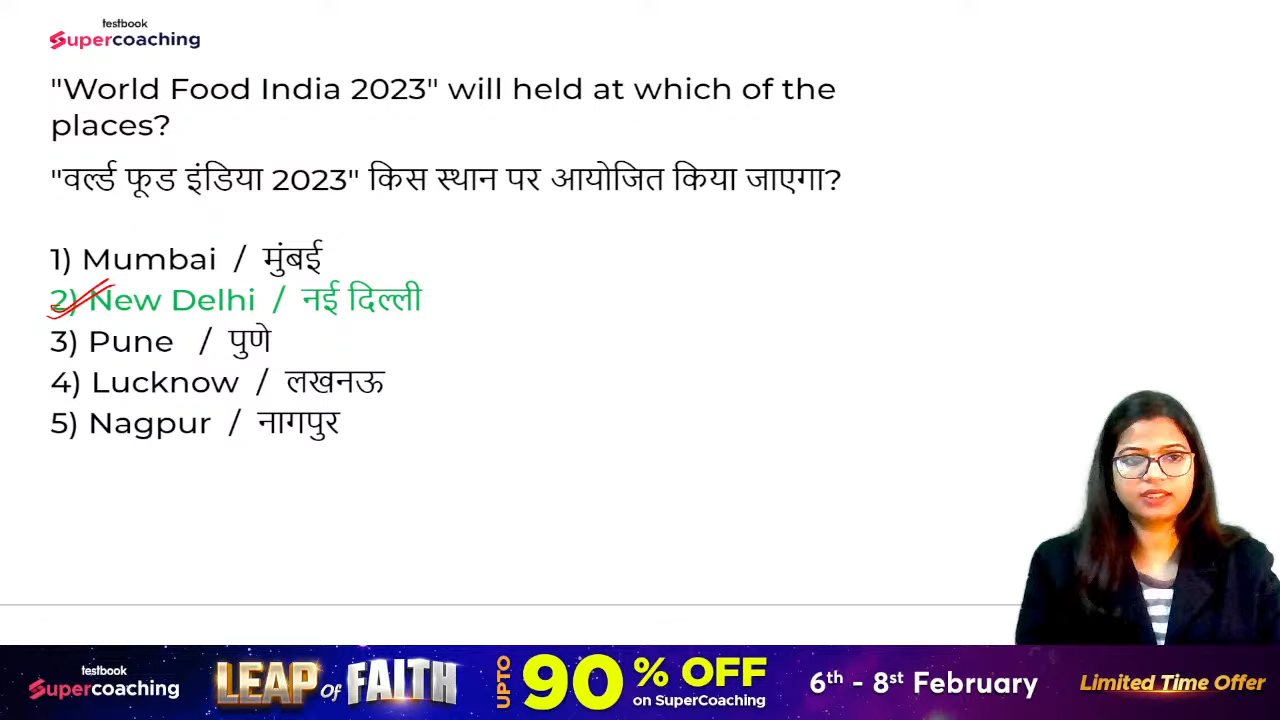 testbook
Supercoaching
"World Food India 2023" will held at which of the
places?
"वर्ल्ड फूड इंडिया 2023" किस स्थान पर आयोजित किया जाएगा?
1) Mumbai / मुंबई
2) New Delhi / नई दिल्ली
3) Pune / पुणे
4) Lucknow / लखनऊ
5) Nagpur / नागपुर
testbook
Supercoaching
LEAP Of FAITH
UPTO 90% OFF
on SuperCoaching
6th - 8st February
Limited Time Offer